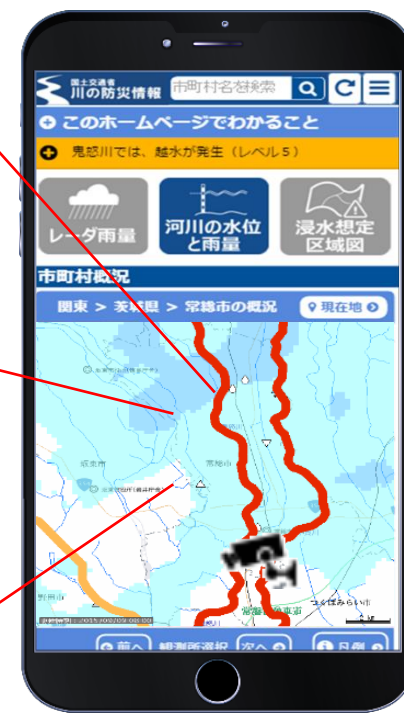 国土交通省
川の防災情報
市町村名を検索
このホームページでわかること
鬼怒川では、越水が発生（レベル5）
レーダ雨量
河川の水位
と雨量
浸水想定
区域図
市町村概況
関東 > 茨城県 > 常総市の概況
現在地
坂東市
常総市
野田市
つくばみらい市
前へ
観測所選択
次へ
凡例